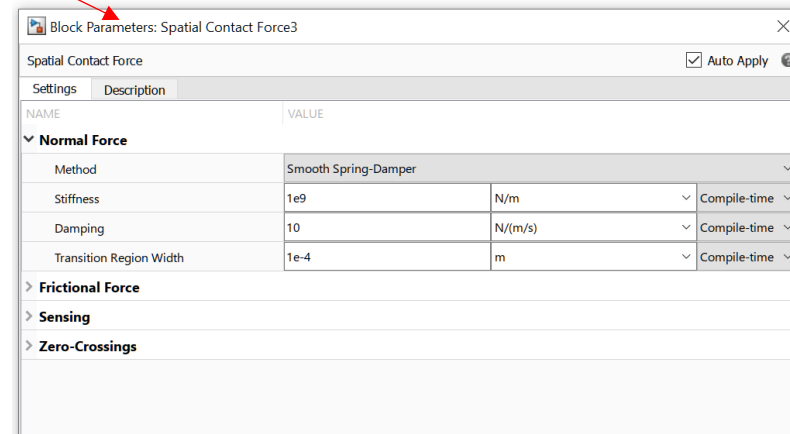 Block Parameters: Spatial Contact Force3
Spatial Contact Force Auto Apply
Settings Description
NAME VALUE
Normal Force
Method Smooth Spring-Damper
Stiffness 1e9 N/m Compile-time
Damping 10 N/(m/s) Compile-time
Transition Region Width 1e-4 m Compile-time
Frictional Force
Sensing
Zero-Crossings